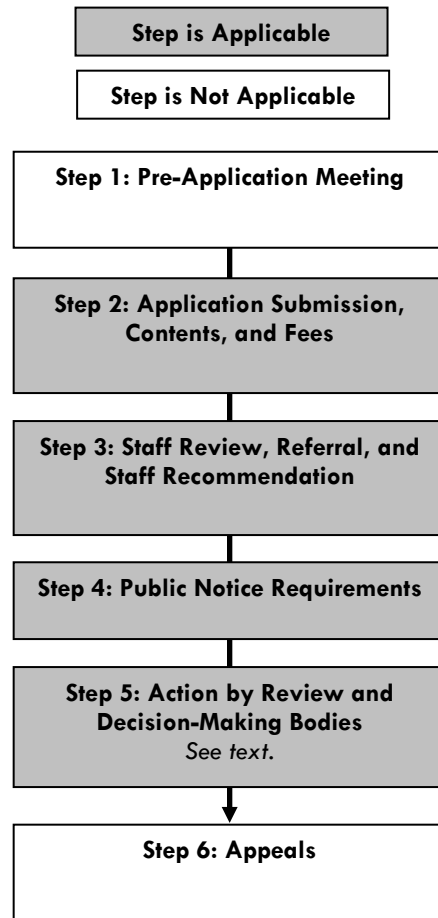 Step is Applicable
Step is Not Applicable
Step 1: Pre-Application Meeting
Step 2: Application Submission,
Contents, and Fees
Step 3: Staff Review, Referral, and
Staff Recommendation
Step 4: Public Notice Requirements
Step 5: Action by Review and
Decision-Making Bodies
See text.
Step 6: Appeals